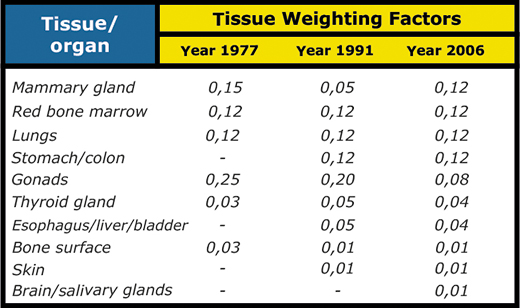 Tissue/ organ Tissue Weighting Factors
Year 1977 Year 1991 Year 2006
Mammary gland 0,15 0,05 0,12
Red bone marrow 0,12 0,12 0,12
Lungs 0,12 0,12 0,12
Stomach/colon - 0,12 0,12
Gonads 0,25 0,20 0,08
Thyroid gland 0,03 0,05 0,04
Esophagus/liver/bladder - 0,05 0,04
Bone surface 0,03 0,01 0,01
Skin - 0,01 0,01
Brain/salivary glands - - 0,01